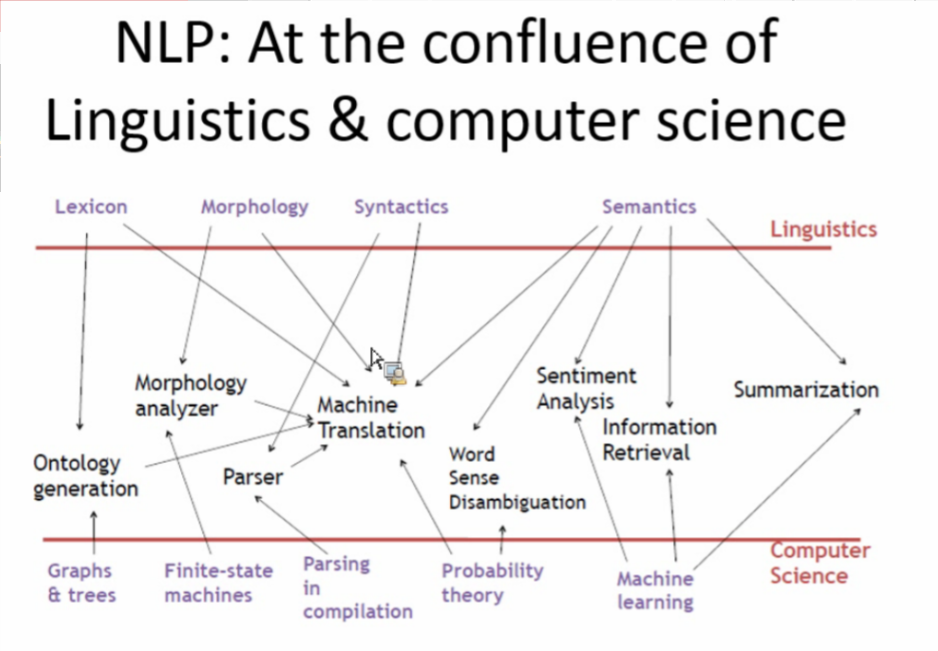 NLP: At the confluence of
Linguistics & computer science
Lexicon
Morphology
Syntactics
Semantics
Linguistics
Morphology
analyzer
Machine
Translation
Sentiment
Analysis
Summarization
Information
Retrieval
Ontology
generation
Parser
Word
Sense
Disambiguation
Computer
Science
Graphs
& trees
Finite-state
machines
Parsing
in
compilation
Probability
theory
Machine
learning